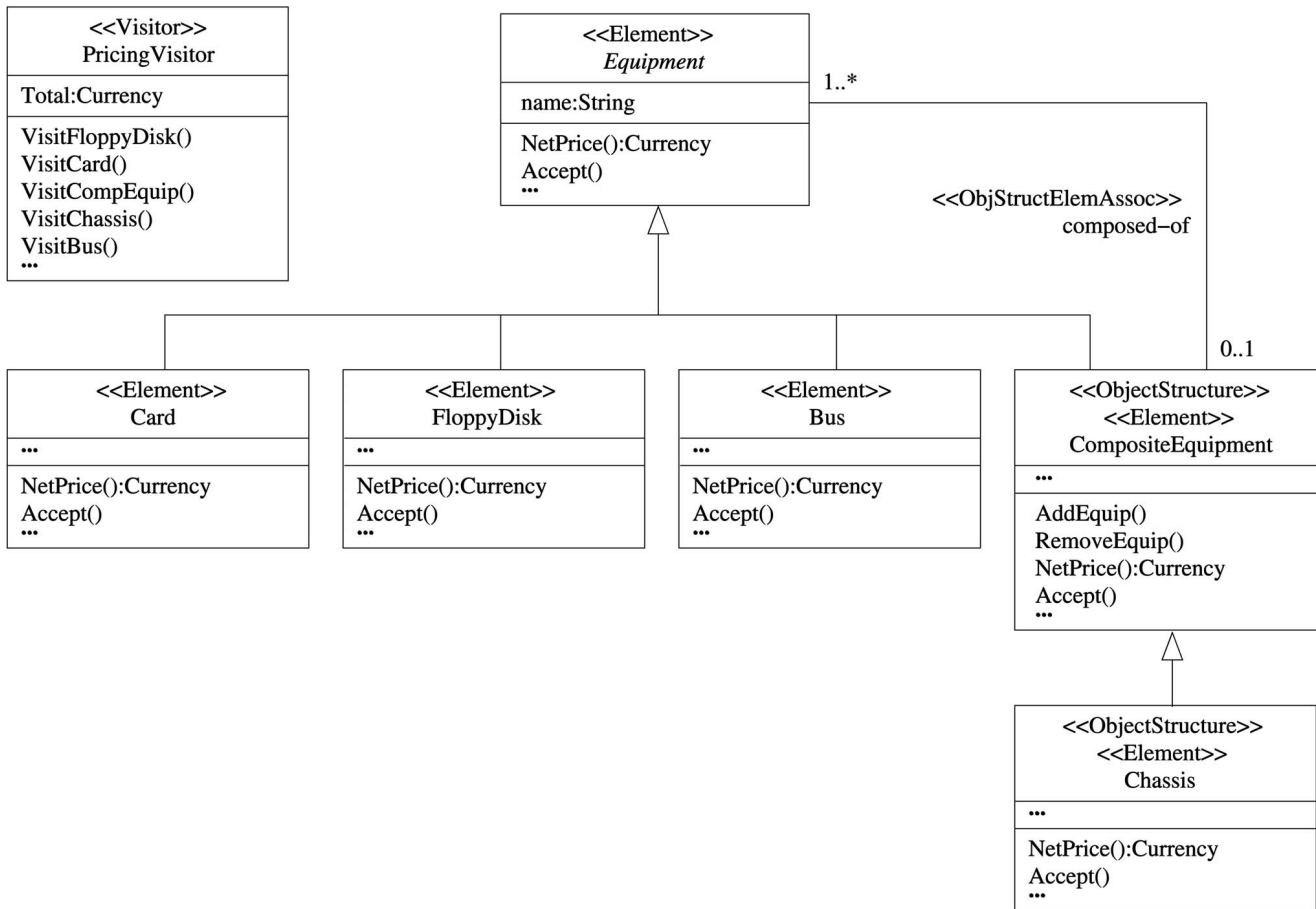 <<Visitor>>
PricingVisitor
Total:Currency
VisitFloppyDisk()
VisitCard()
VisitCompEquip()
VisitChassis()
VisitBus()
•••
<<Element>>
Equipment
name:String
NetPrice():Currency
Accept()
•••
1..*
<<ObjStructElemAssoc>>
composed−of
0..1
<<Element>>
Card
•••
NetPrice():Currency
Accept()
•••
<<Element>>
FloppyDisk
•••
NetPrice():Currency
Accept()
•••
<<Element>>
Bus
•••
NetPrice():Currency
Accept()
•••
<<ObjectStructure>>
<<Element>>
CompositeEquipment
•••
AddEquip()
RemoveEquip()
NetPrice():Currency
Accept()
•••
<<ObjectStructure>>
<<Element>>
Chassis
•••
NetPrice():Currency
Accept()
•••